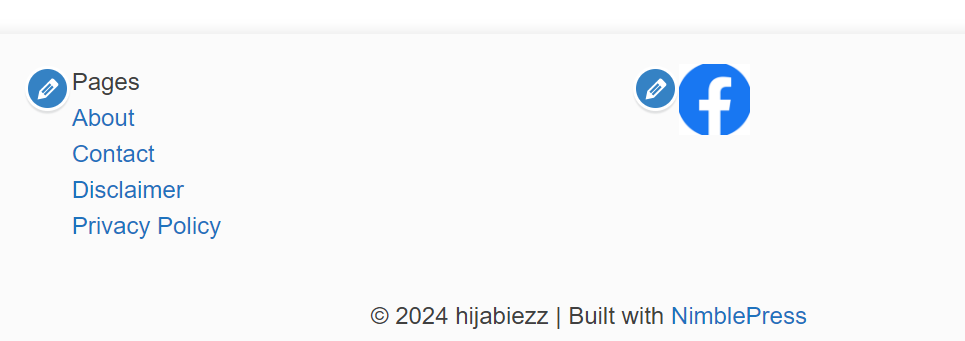 Pages
About
Contact
Disclaimer
Privacy Policy
© 2024 hijabiezz | Built with NimblePress